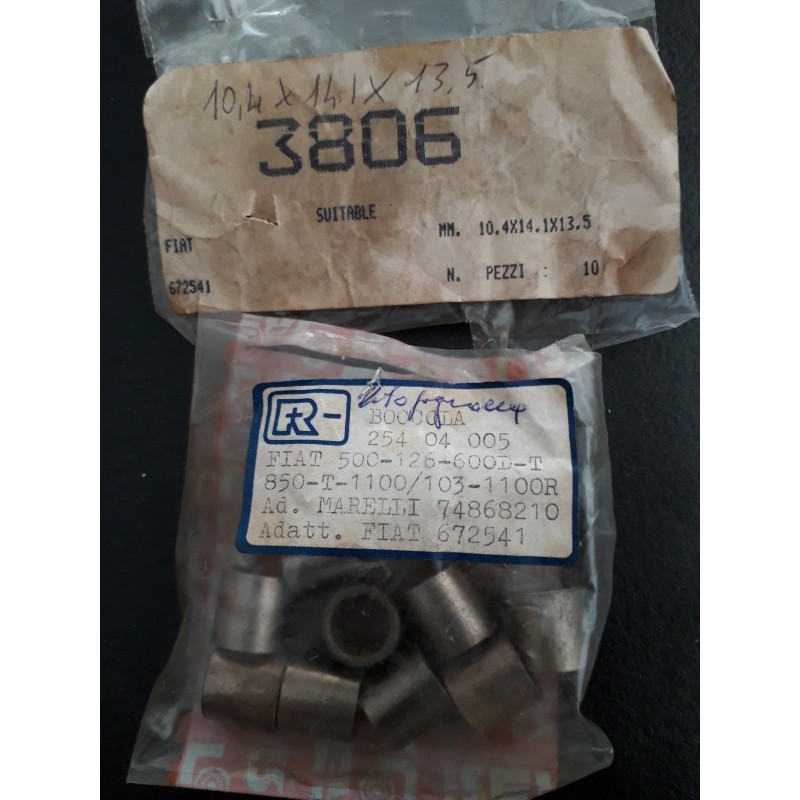 10,4 X 14,1 X 13,5
3806
SUITABLE
MM. 10.4X14.1X13.5
FIAT
N. PEZZI : 10
672541
R-
BOCCOLA
254 04 005
FIAT 500-126-600D-T
850-T-1100/103-1100R
Ad. MARELLI 74868210
Adatt. FIAT 672541